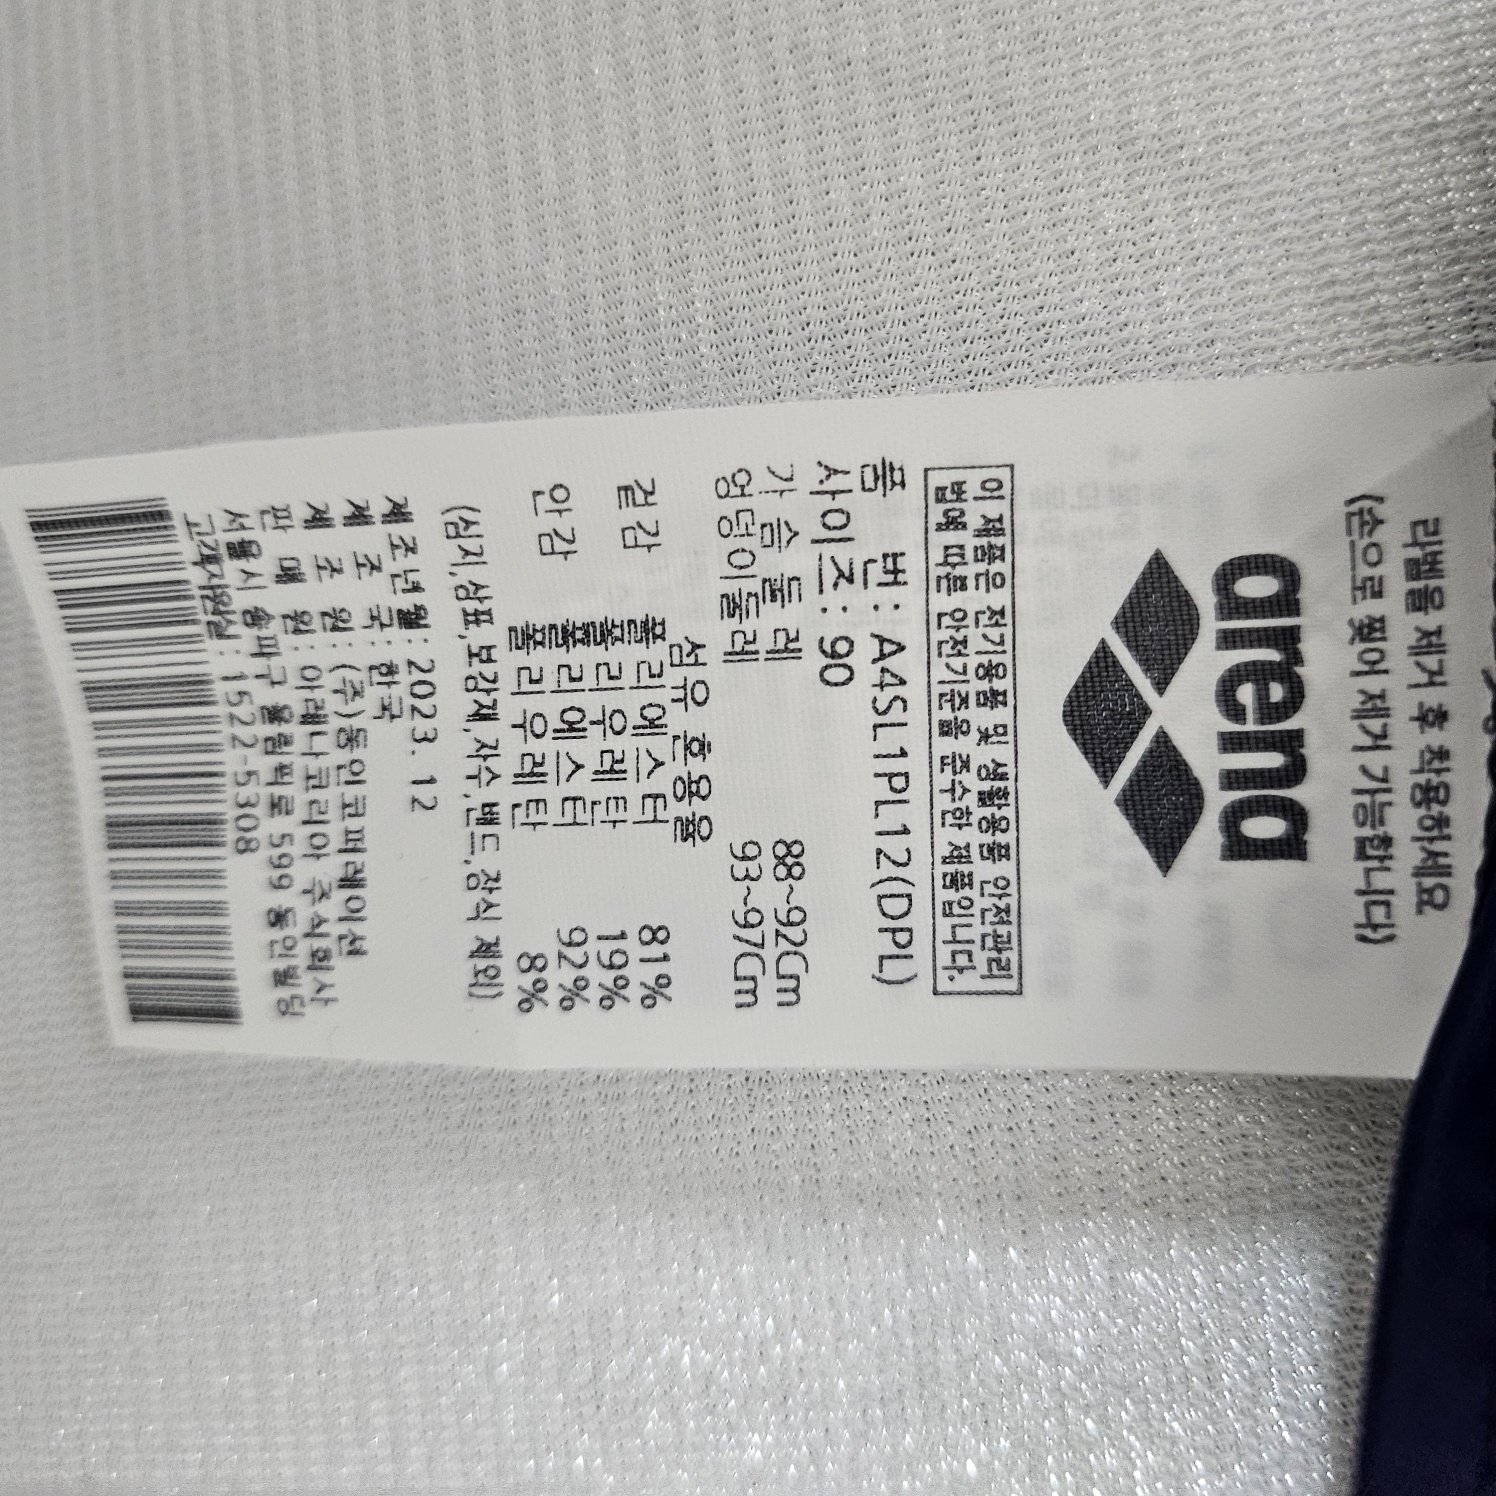 라벨을 제거 후 착용하세요
(손으로 찢어 제거 가능합니다)
arena
이 제품은 전기용품 및 생활용품 안전관리
법에 따른 안전기준을 준수한 제품입니다.
품 번: A4SL1PL12(DPL)
사이즈: 90
가슴둘레 88~92Cm
엉덩이둘레 93~97Cm
섬유 혼용율
겉감 폴리에스터 81%
폴리우레탄 19%
안감 폴리에스터 92%
폴리우레탄 8%
(심지,상표,보강재,자수,밴드,장식 제외)
제조년월: 2023. 12
제 조 국: 한국
제 조 원: (주)동인코퍼레이션
판 매 원: 아레나코리아 주식회사
서울시 송파구 올림픽로 599 동인빌딩
고객지원실: 1522-5308